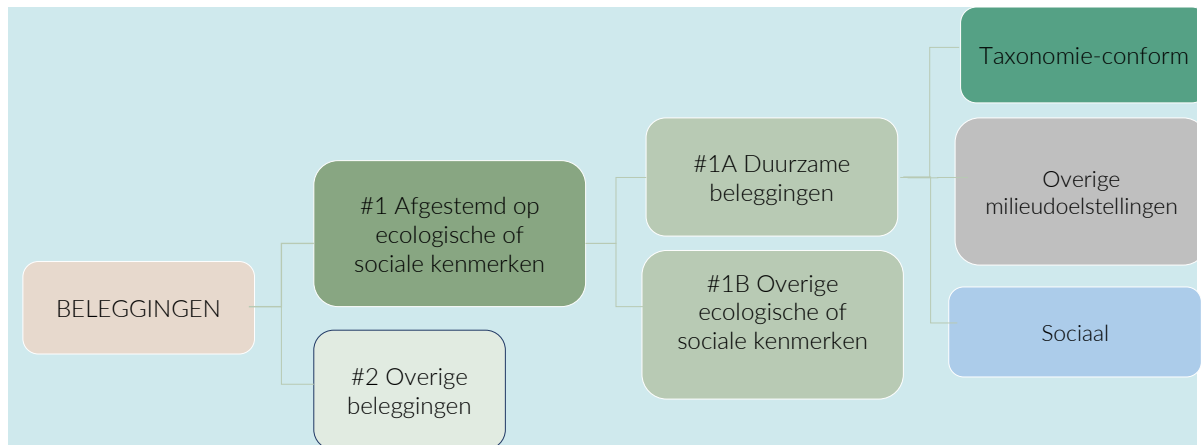 BELEGGINGEN
#1 Afgestemd op
ecologische of
sociale kenmerken
#2 Overige
beleggingen
#1A Duurzame
beleggingen
#1B Overige
ecologische of
sociale kenmerken
Taxonomie-conform
Overige
milieudoelstellingen
Sociaal